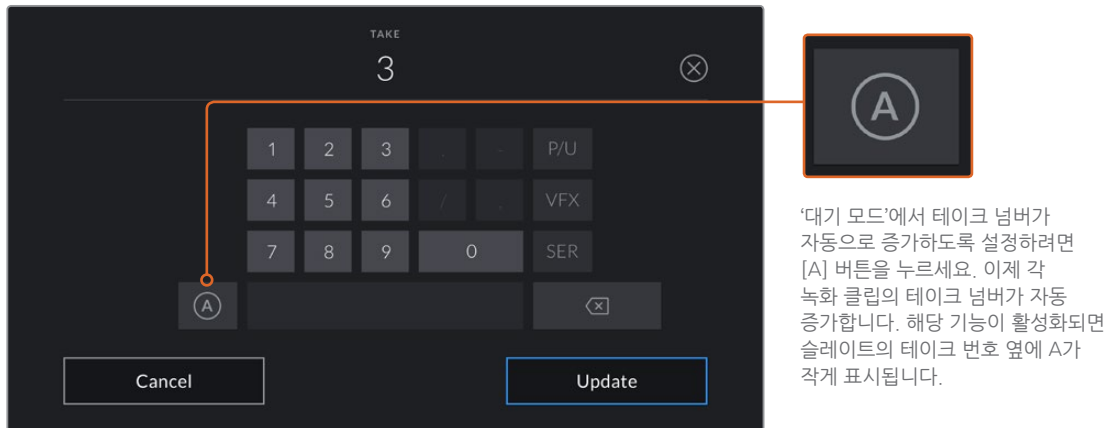 TAKE
3
1 2 3 . - P/U
4 5 6 / , VFX
7 8 9 0 SER
A
Cancel
Update
A
‘대기 모드’에서 테이크 넘버가
자동으로 증가하도록 설정하려면
[A] 버튼을 누르세요. 이제 각
녹화 클립의 테이크 넘버가 자동
증가합니다. 해당 기능이 활성화되면
슬레이트의 테이크 번호 옆에 A가
작게 표시됩니다.